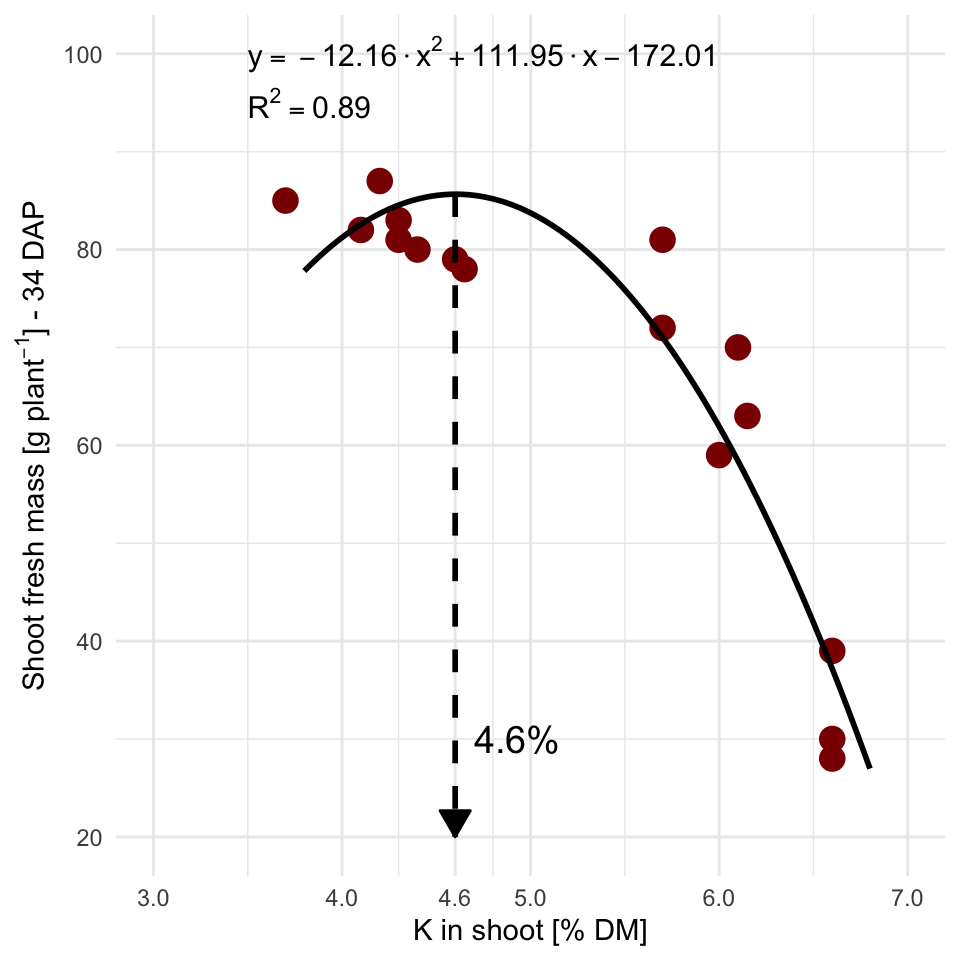 y = − 12.16 · x² + 111.95 · x − 172.01
R² = 0.89
100
80
60
40
20
Shoot fresh mass [g plant⁻¹] - 34 DAP
4.6%
3.0 4.0 4.6 5.0 6.0 7.0
K in shoot [% DM]